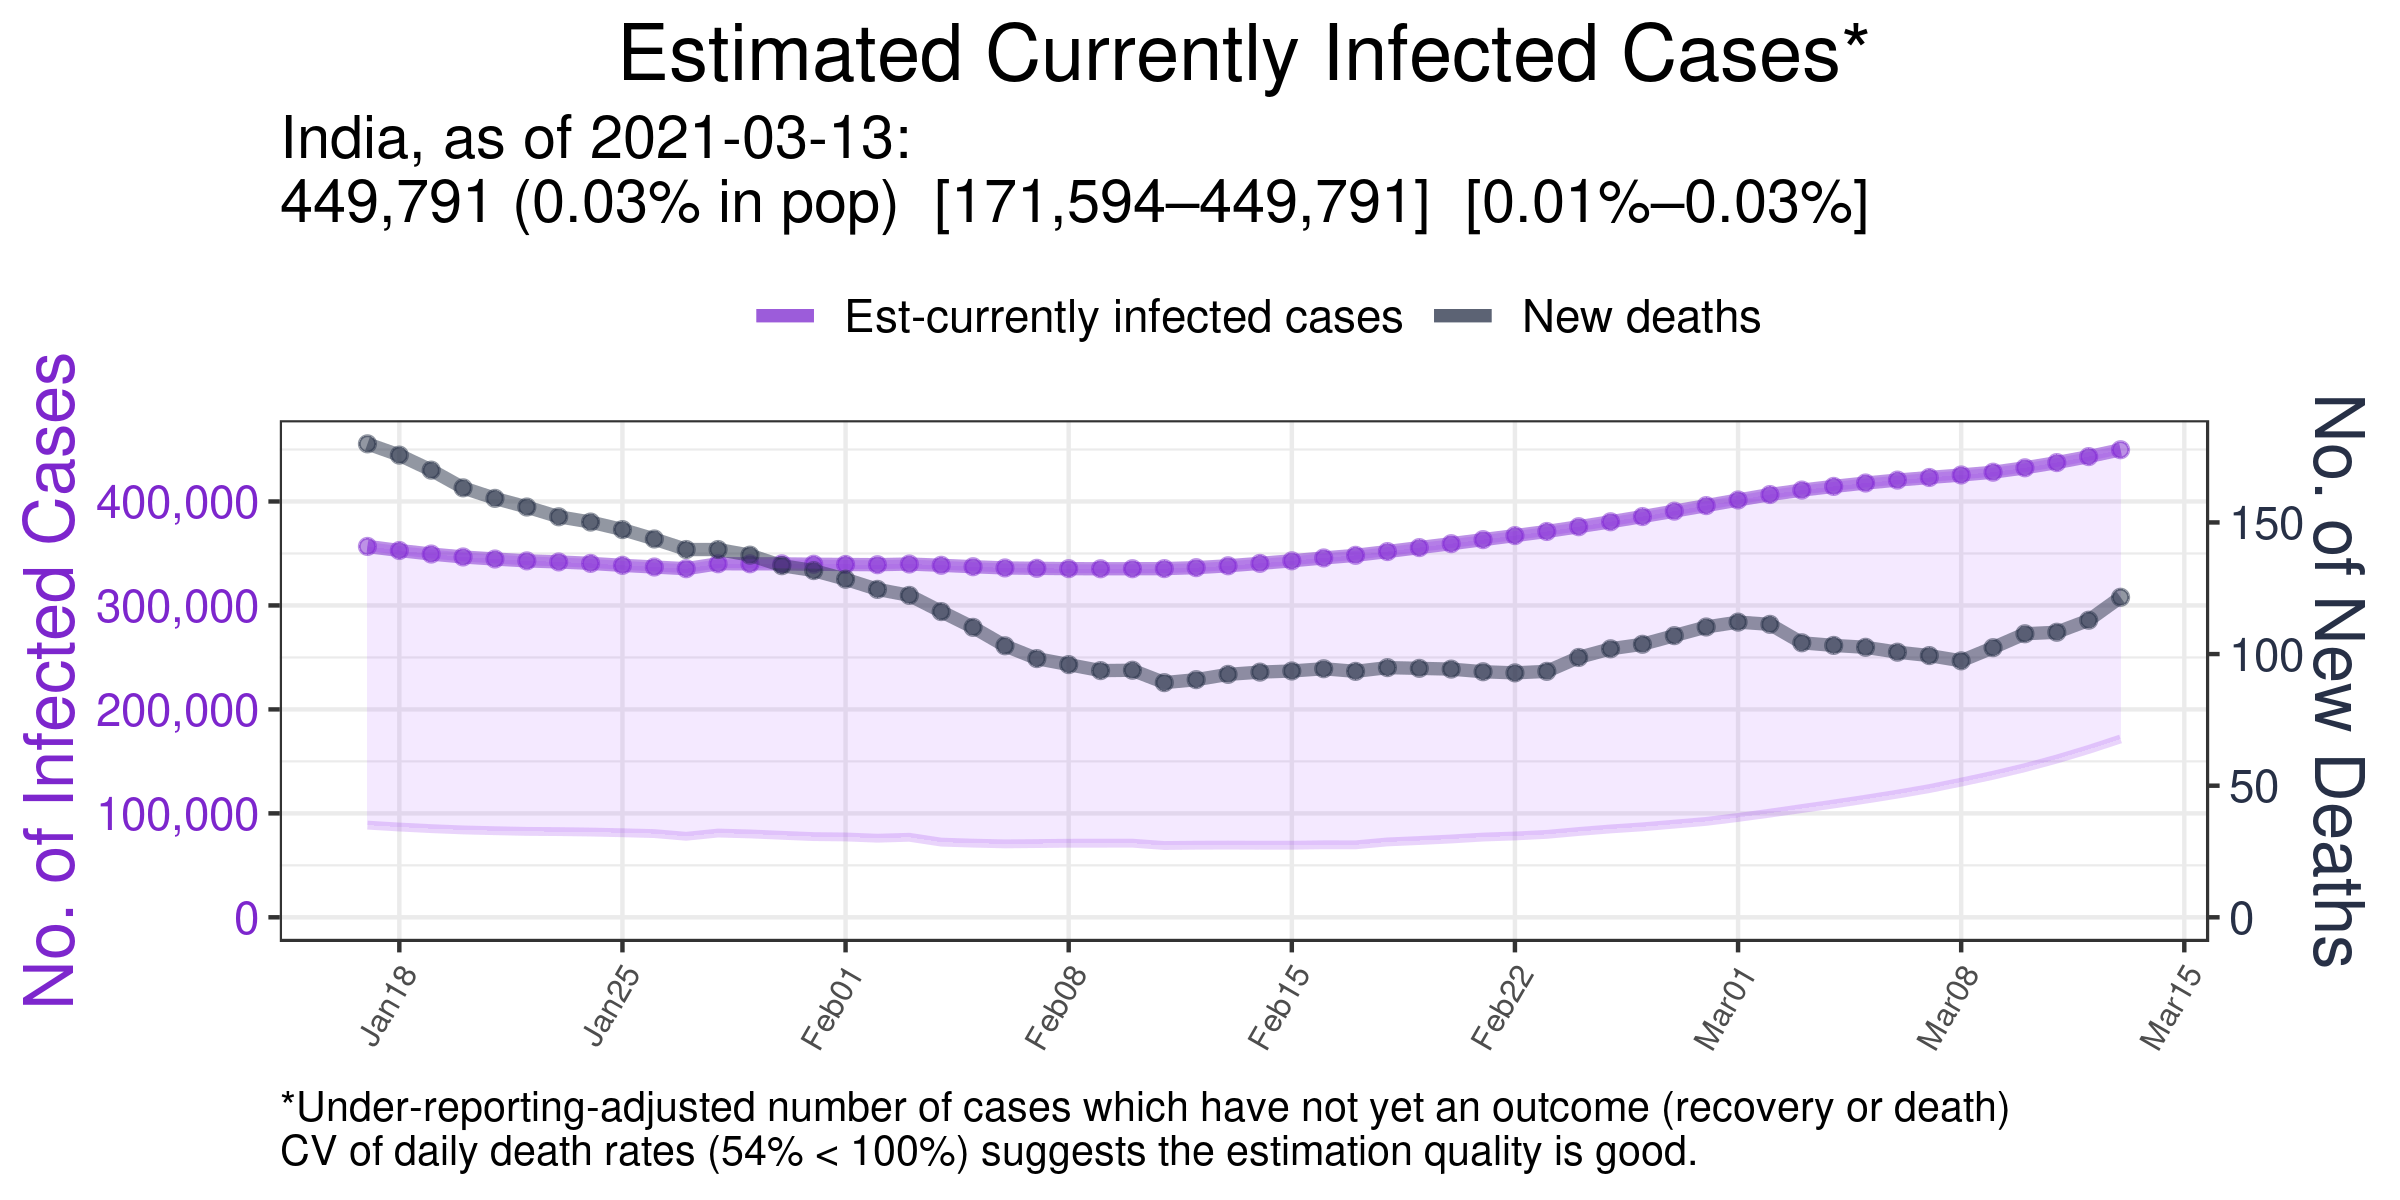 Estimated Currently Infected Cases*
India, as of 2021-03-13:
449,791 (0.03% in pop)  [171,594–449,791]  [0.01%–0.03%]
Est-currently infected cases
New deaths
No. of Infected Cases
400,000
300,000
200,000
100,000
0
No. of New Deaths
150
100
50
0
Jan18
Jan25
Feb01
Feb08
Feb15
Feb22
Mar01
Mar08
Mar15
*Under-reporting-adjusted number of cases which have not yet an outcome (recovery or death)
CV of daily death rates (54% < 100%) suggests the estimation quality is good.